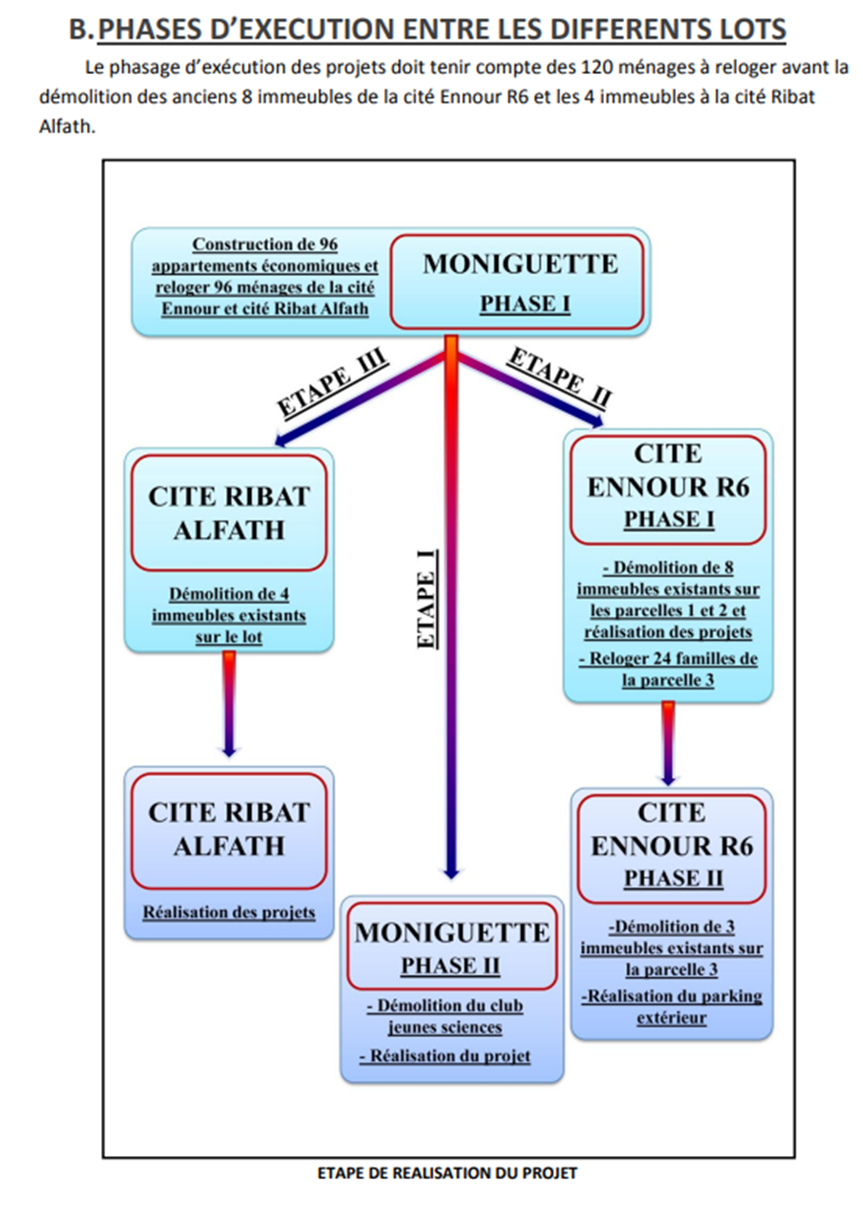 B. PHASES D’EXECUTION ENTRE LES DIFFERENTS LOTS
Le phasage d’exécution des projets doit tenir compte des 120 ménages à reloger avant la
démolition des anciens 8 immeubles de la cité Ennour R6 et les 4 immeubles à la cité Ribat
Alfath.
Construction de 96
appartements économiques et
reloger 96 ménages de la cité
Ennour et cité Ribat Alfath
MONIGUETTE
PHASE I
ETAPE III
ETAPE II
ETAPE I
CITE RIBAT
ALFATH
Démolition de 4
immeubles existants
sur le lot
CITE
ENNOUR R6
PHASE I
- Démolition de 8
immeubles existants sur
les parcelles 1 et 2 et
réalisation des projets
- Reloger 24 familles de
la parcelle 3
CITE RIBAT
ALFATH
Réalisation des projets
MONIGUETTE
PHASE II
- Démolition du club
jeunes sciences
- Réalisation du projet
CITE
ENNOUR R6
PHASE II
-Démolition de 3
immeubles existants sur
la parcelle 3
-Réalisation du parking
extérieur
ETAPE DE REALISATION DU PROJET